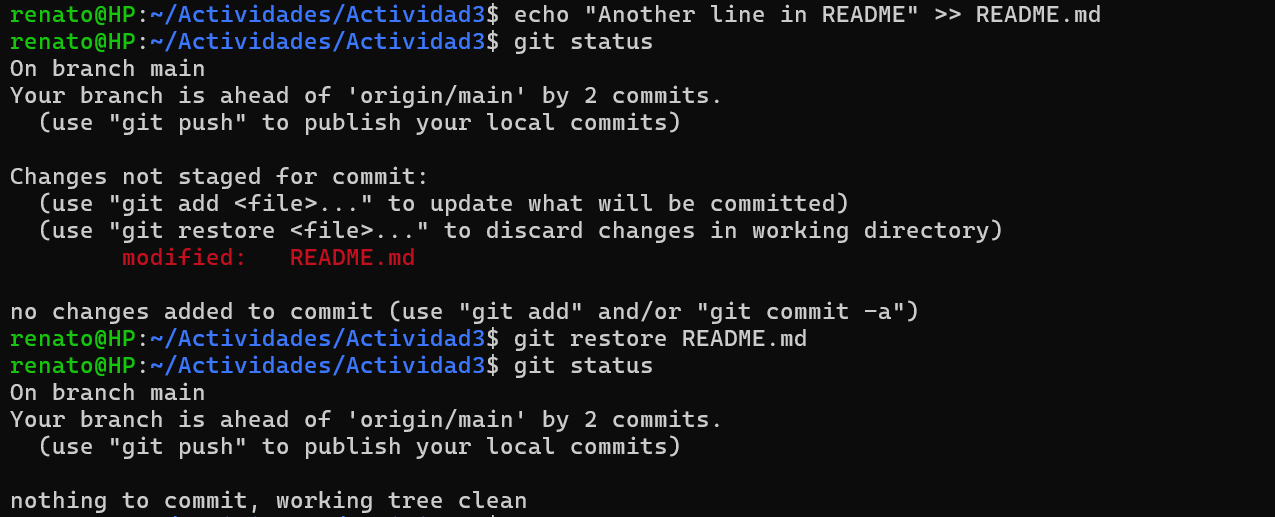 renato@HP:~/Actividades/Actividad3$ echo "Another line in README" >> README.md
renato@HP:~/Actividades/Actividad3$ git status
On branch main
Your branch is ahead of 'origin/main' by 2 commits.
  (use "git push" to publish your local commits)

Changes not staged for commit:
  (use "git add <file>..." to update what will be committed)
  (use "git restore <file>..." to discard changes in working directory)
        modified:   README.md

no changes added to commit (use "git add" and/or "git commit -a")
renato@HP:~/Actividades/Actividad3$ git restore README.md
renato@HP:~/Actividades/Actividad3$ git status
On branch main
Your branch is ahead of 'origin/main' by 2 commits.
  (use "git push" to publish your local commits)

nothing to commit, working tree clean